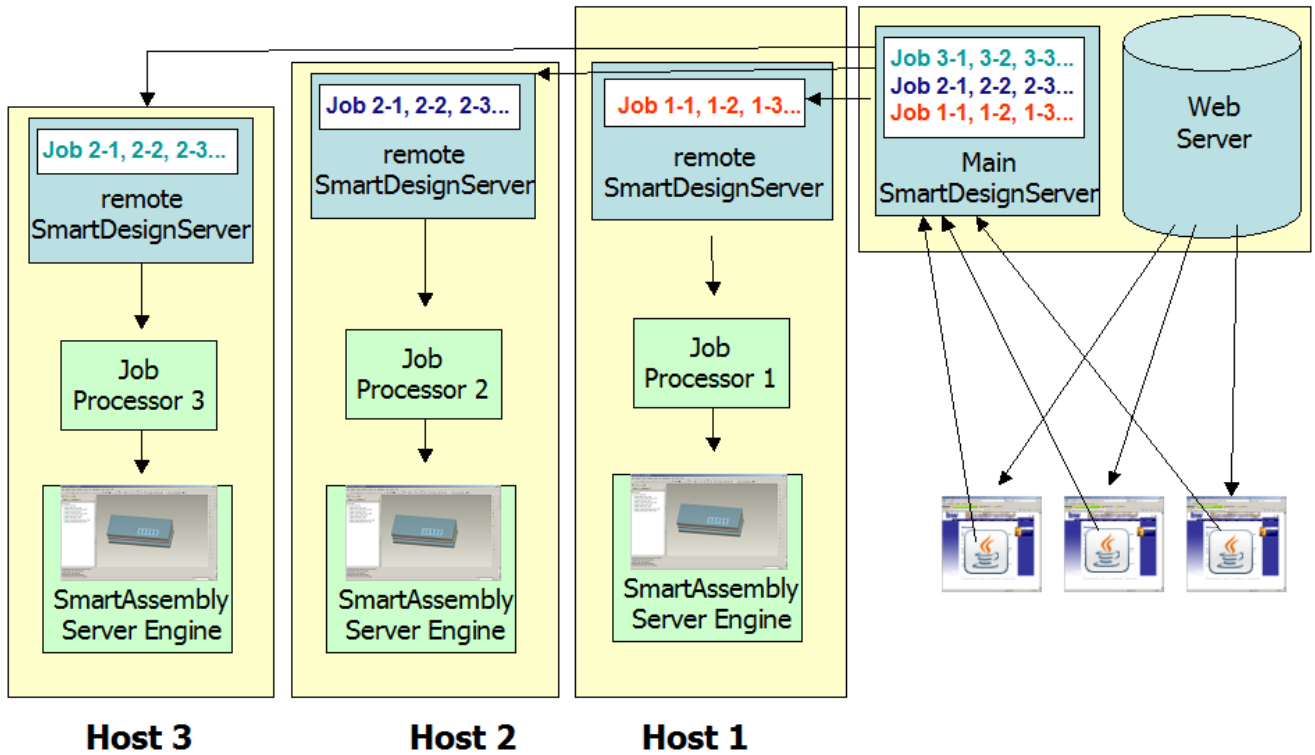 Job 3-1, 3-2, 3-3...
Job 2-1, 2-2, 2-3...
Job 1-1, 1-2, 1-3...
Main
SmartDesignServer
Web
Server
Job 1-1, 1-2, 1-3...
remote
SmartDesignServer
Job
Processor 1
SmartAssembly
Server Engine
Host 1
Job 2-1, 2-2, 2-3...
remote
SmartDesignServer
Job
Processor 2
SmartAssembly
Server Engine
Host 2
Job 2-1, 2-2, 2-3...
remote
SmartDesignServer
Job
Processor 3
SmartAssembly
Server Engine
Host 3